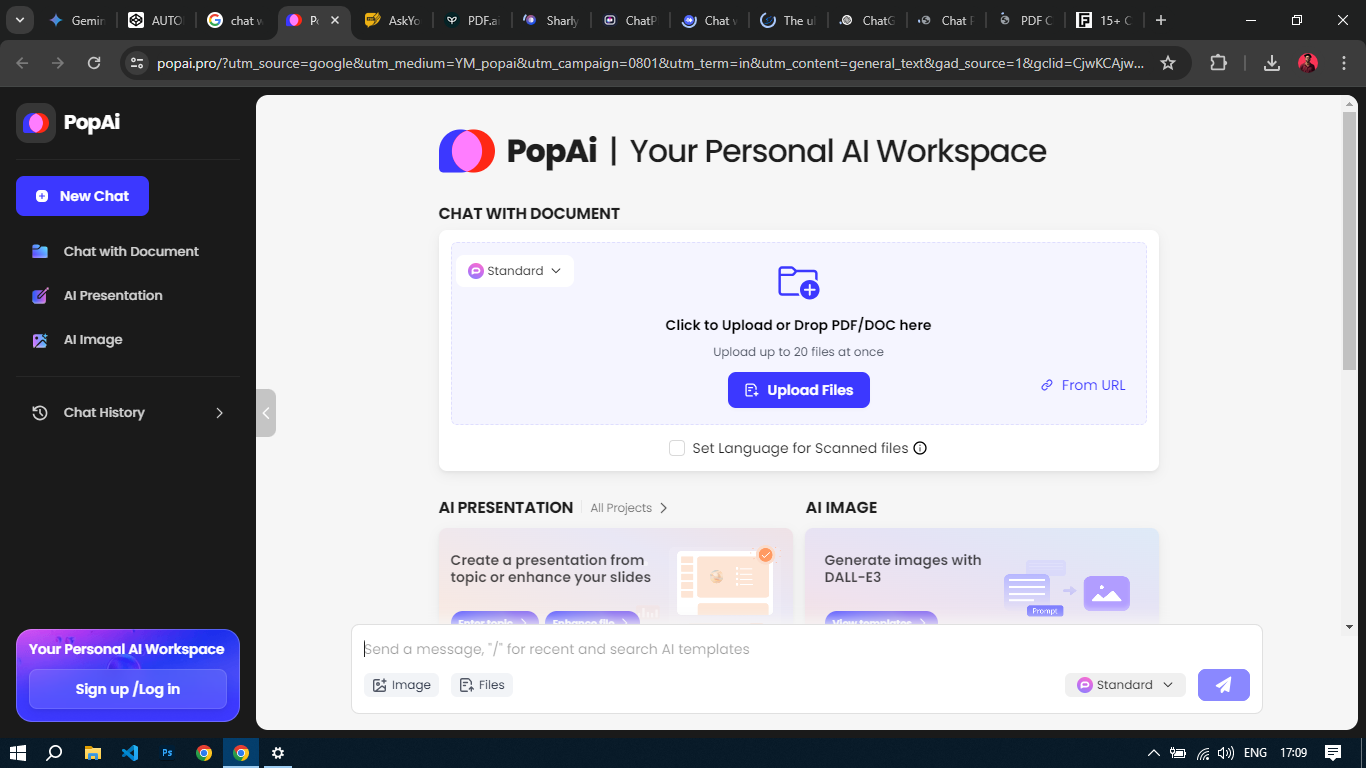 Gemin
AUTO
chat w
P
AskYo
PDF.ai
Sharly
ChatP
Chat w
The ul
ChatG
Chat P
PDF C
15+ C
popai.pro/?utm_source=google&utm_medium=YM_popai&utm_campaign=0801&utm_term=in&utm_content=general_text&gad_source=1&gclid=CjwKCAjw...
PopAi
New Chat
Chat with Document
AI Presentation
AI Image
Chat History
Your Personal AI Workspace
Sign up /Log in
PopAi | Your Personal AI Workspace
CHAT WITH DOCUMENT
Standard
Click to Upload or Drop PDF/DOC here
Upload up to 20 files at once
Upload Files
From URL
Set Language for Scanned files
AI PRESENTATION
All Projects
Create a presentation from
topic or enhance your slides
Enter topic
Enhance file
AI IMAGE
Generate images with
DALL-E3
Prompt
View templates
Send a message, "/" for recent and search AI templates
Image
Files
Standard
Ps
ENG
17:09